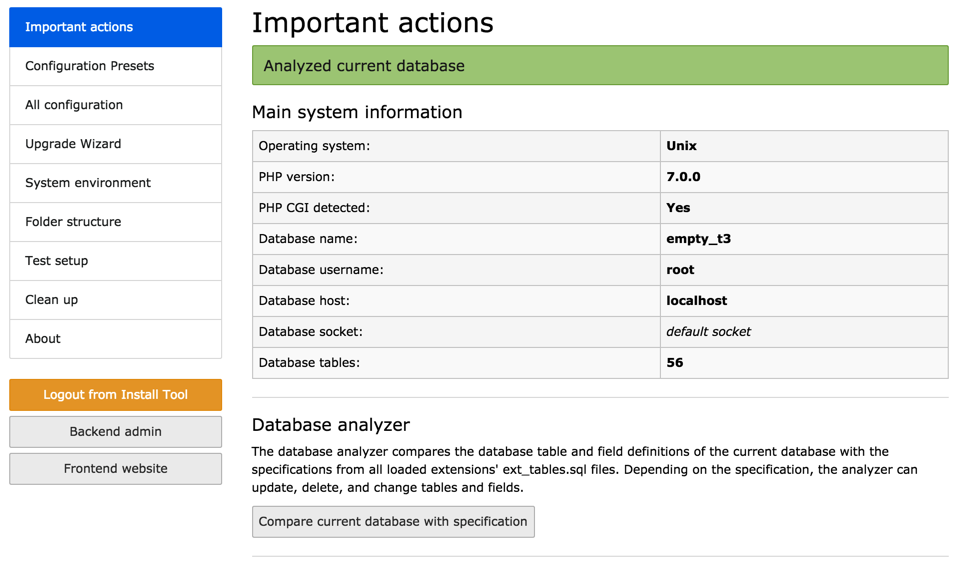 Important actions
Configuration Presets
All configuration
Upgrade Wizard
System environment
Folder structure
Test setup
Clean up
About
Logout from Install Tool
Backend admin
Frontend website
Important actions
Analyzed current database
Main system information
Operating system: Unix
PHP version: 7.0.0
PHP CGI detected: Yes
Database name: empty_t3
Database username: root
Database host: localhost
Database socket: default socket
Database tables: 56
Database analyzer
The database analyzer compares the database table and field definitions of the current database with the
specifications from all loaded extensions' ext_tables.sql files. Depending on the specification, the analyzer can
update, delete, and change tables and fields.
Compare current database with specification